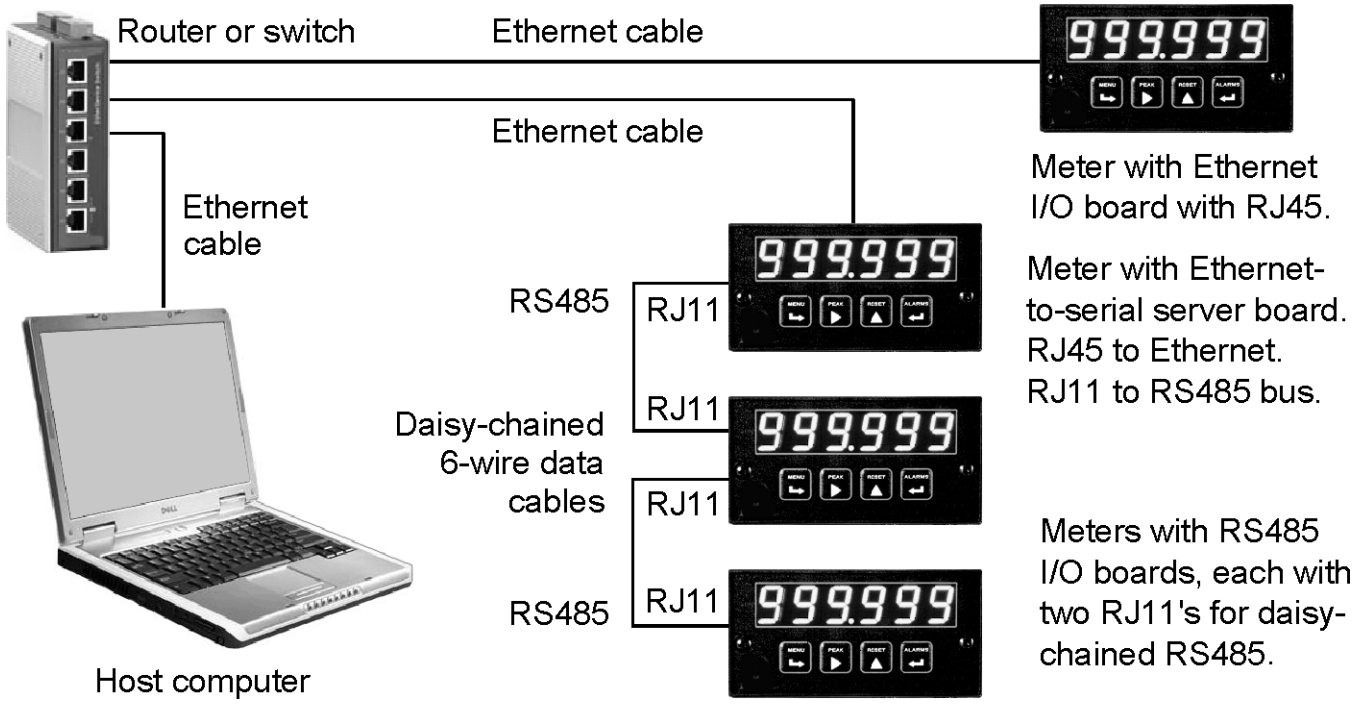 Router or switch
Ethernet cable
999.999
MENU PEAK RESET ALARMS
Ethernet cable
Meter with Ethernet
I/O board with RJ45.
Ethernet
cable
999.999
MENU PEAK RESET ALARMS
RS485
RJ11
Meter with Ethernet-
to-serial server board.
RJ45 to Ethernet.
RJ11 to RS485 bus.
RJ11
Daisy-chained
6-wire data
cables
999.999
MENU PEAK RESET ALARMS
RJ11
DELL
Meters with RS485
I/O boards, each with
two RJ11's for daisy-
chained RS485.
RS485
RJ11
999.999
MENU PEAK RESET ALARMS
Host computer